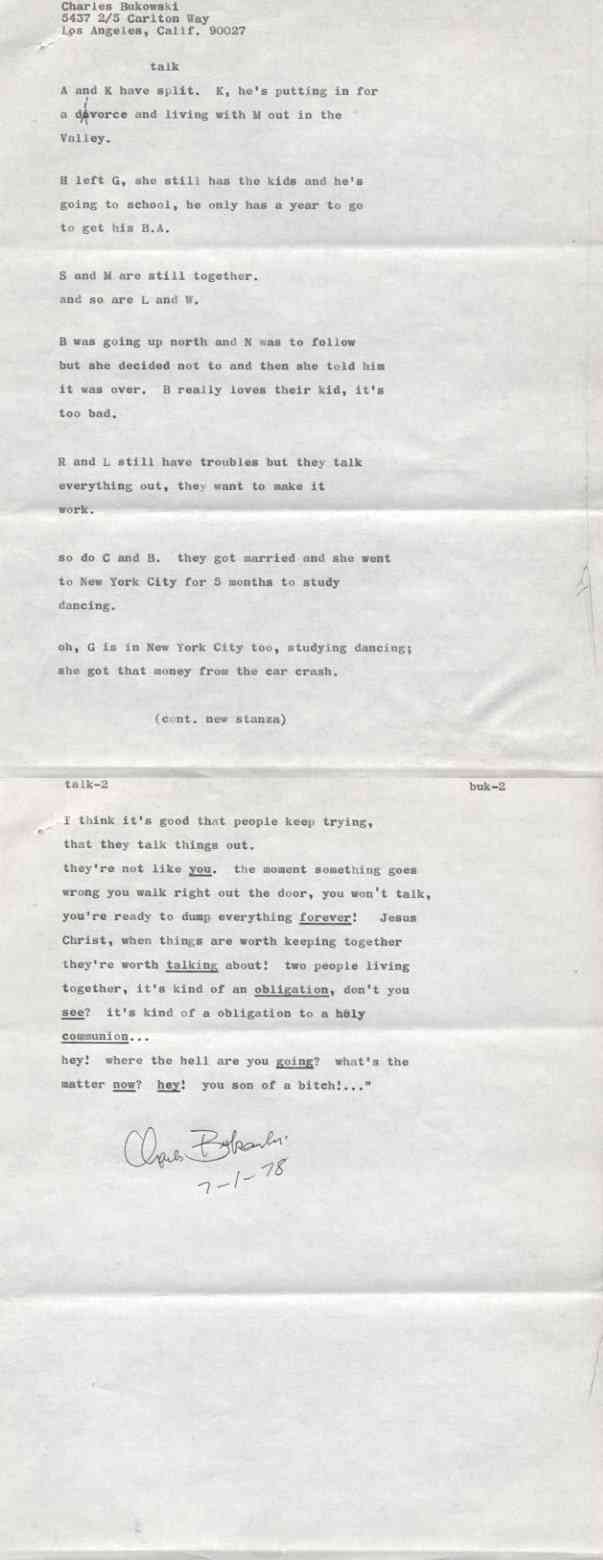 Charles Bukowski
5437 2/5 Carlton Way
Los Angeles, Calif. 90027
talk
A and K have split.  K, he's putting in for
a divorce and living with M out in the
Valley.
H left G, she still has the kids and he's
going to school, he only has a year to go
to get his B.A.
S and M are still together.
and so are L and W.
B was going up north and N was to follow
but she decided not to and then she told him
it was over.  B really loves their kid, it's
too bad.
R and L still have troubles but they talk
everything out, they want to make it
work.
so do C and B.  they got married and she went
to New York City for 5 months to study
dancing.
oh, G is in New York City too, studying dancing;
she got that money from the car crash.
(cont. new stanza)
talk-2 buk-2
I think it's good that people keep trying,
that they talk things out.
they're not like you.  the moment something goes
wrong you walk right out the door, you won't talk,
you're ready to dump everything forever!  Jesus
Christ, when things are worth keeping together
they're worth talking about!  two people living
together, it's kind of an obligation, don't you
see?  it's kind of a obligation to a holy
communion...
hey!  where the hell are you going?  what's the
matter now?  hey!  you son of a bitch!..."
Charles Bukowski
7-1-78